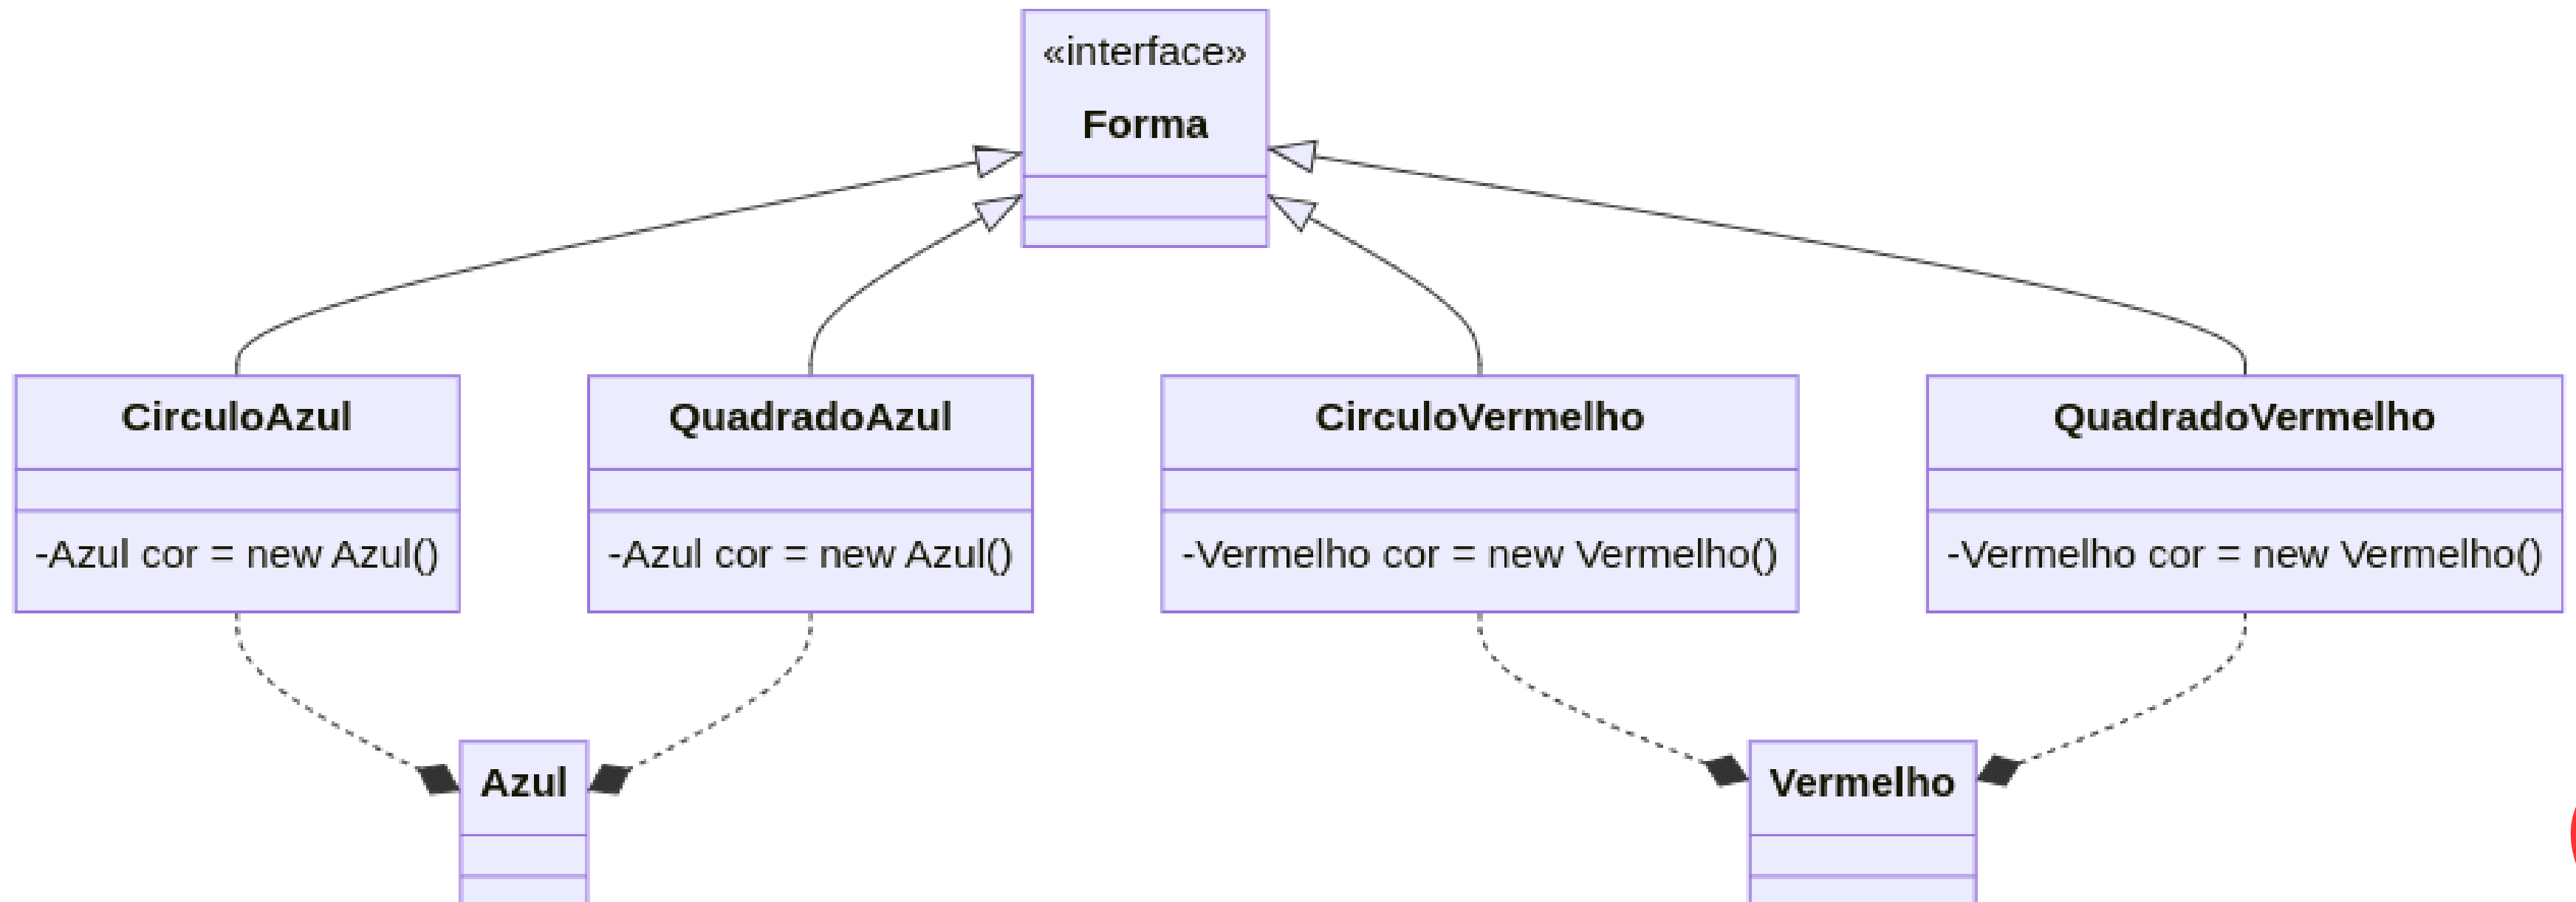 «interface»
Forma
CirculoAzul
-Azul cor = new Azul()
QuadradoAzul
-Azul cor = new Azul()
CirculoVermelho
-Vermelho cor = new Vermelho()
QuadradoVermelho
-Vermelho cor = new Vermelho()
Azul
Vermelho